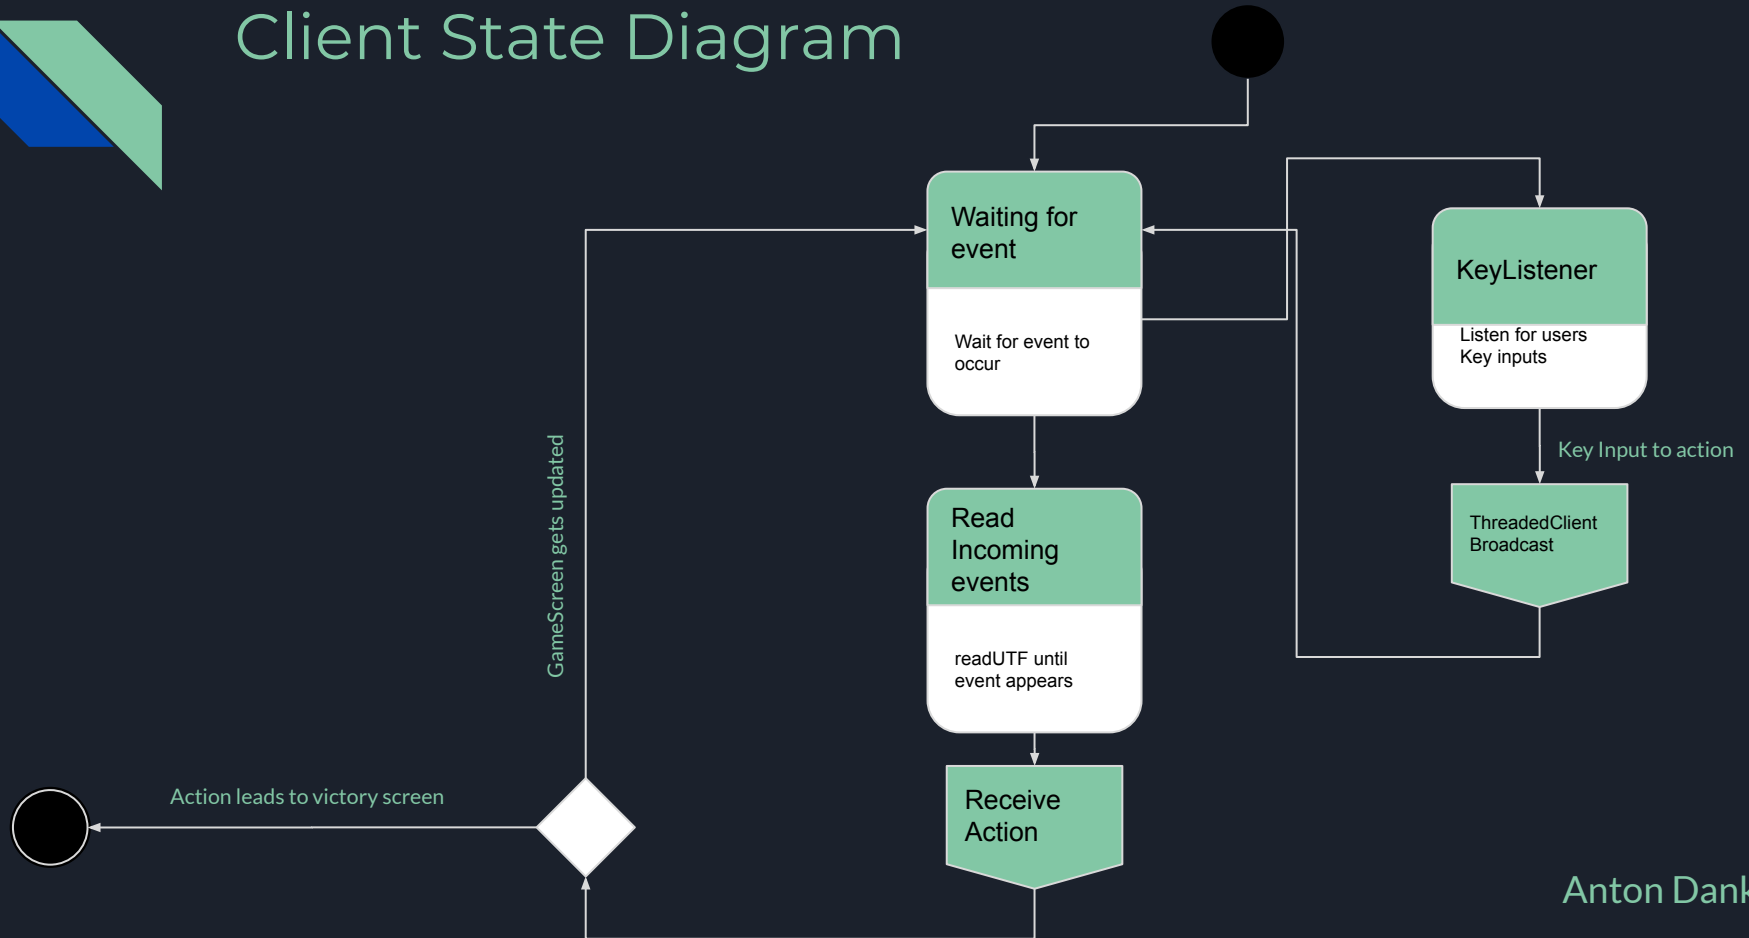 Client State Diagram
Waiting for
event
Wait for event to
occur
KeyListener
Listen for users
Key inputs
Key Input to action
ThreadedClient
Broadcast
GameScreen gets updated
Read
Incoming
events
readUTF until
event appears
Action leads to victory screen
Receive
Action
Anton